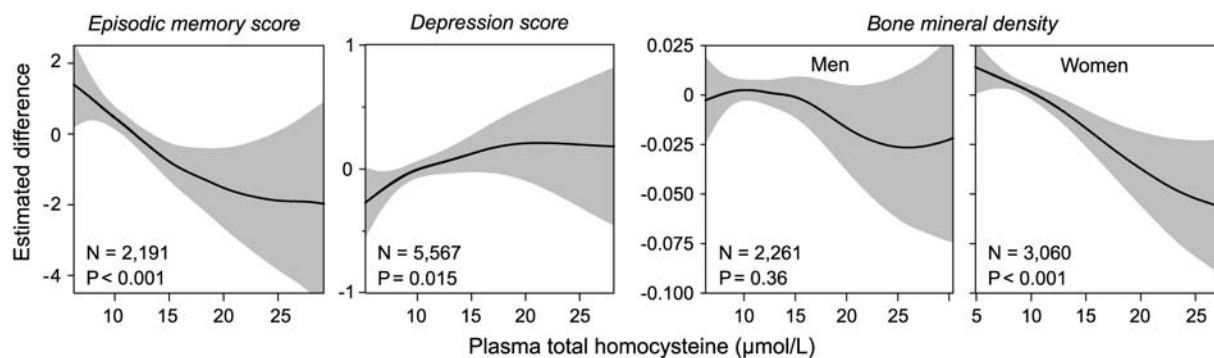 Episodic memory score
Depression score
Bone mineral density
Estimated difference
2
0
-2
-4
N = 2,191
P < 0.001
10 15 20 25
1
0
-1
N = 5,567
P = 0.015
10 15 20 25
0.025
0
-0.025
-0.050
-0.075
-0.100
Men
N = 2,261
P = 0.36
10 15 20 25
Women
N = 3,060
P < 0.001
5 10 15 20 25
Plasma total homocysteine (µmol/L)